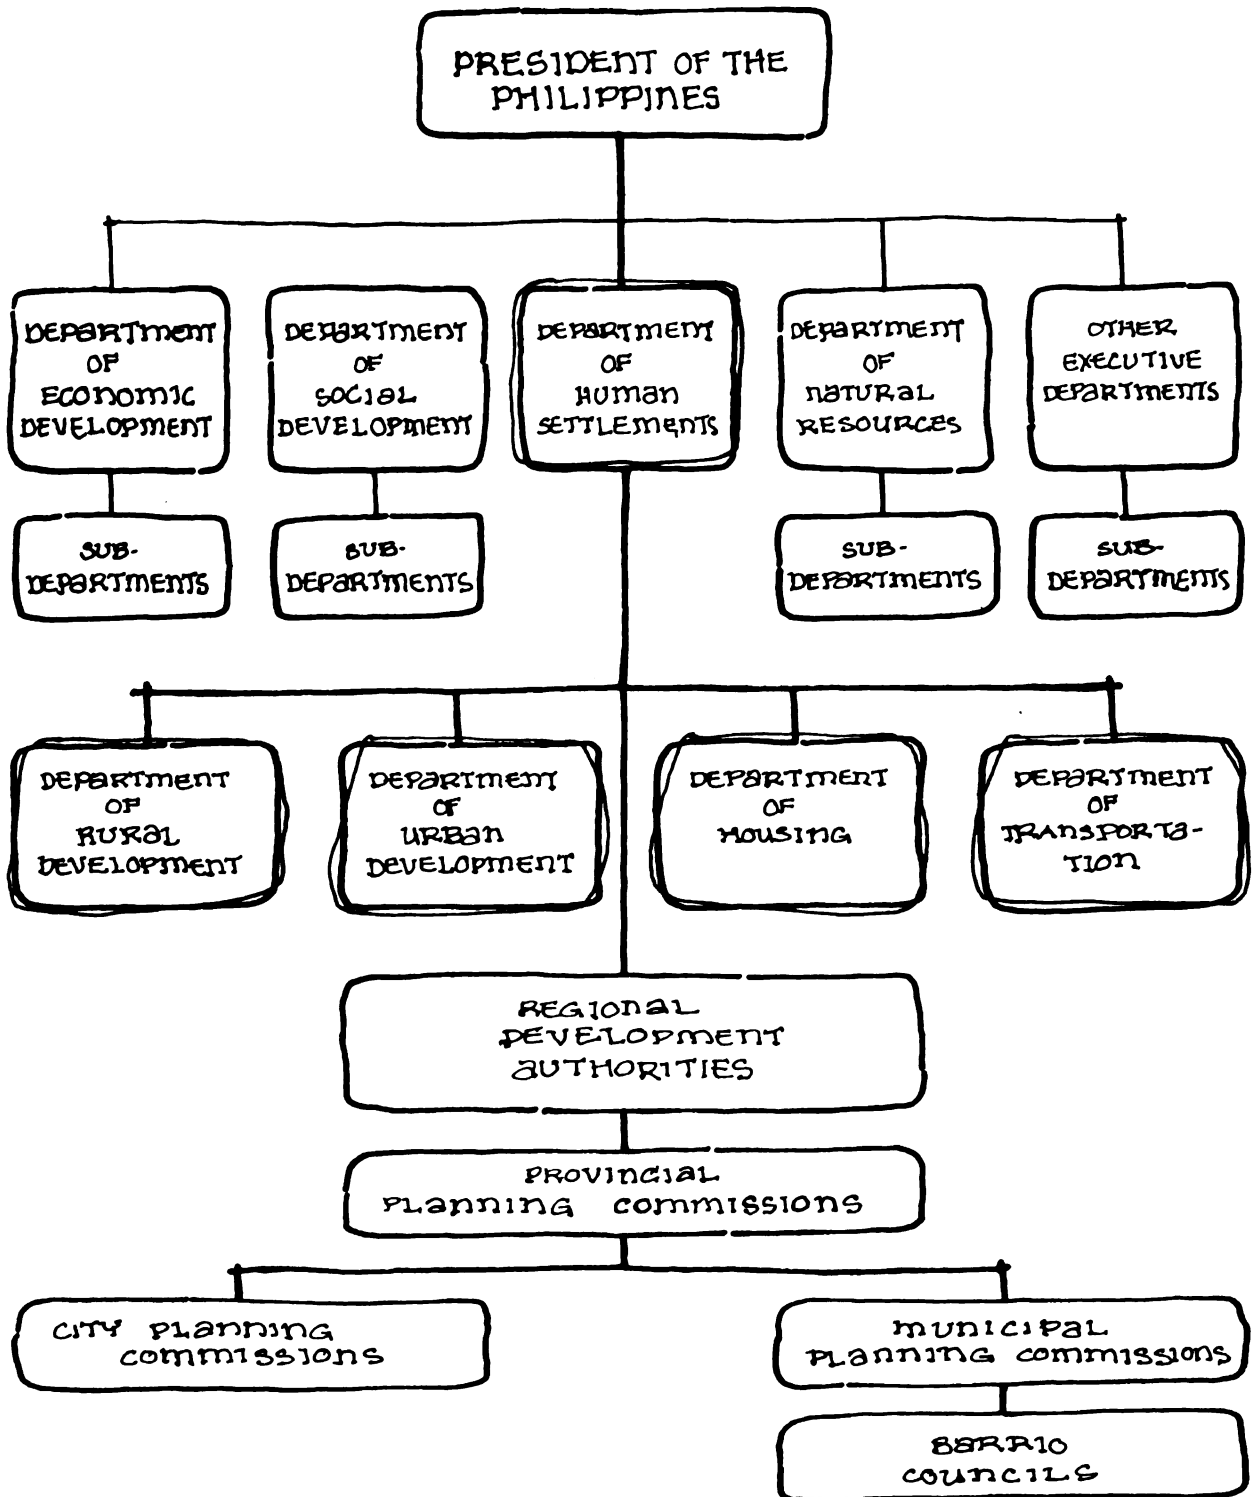 PRESIDENT OF THE
PHILIPPINES
DEPARTMENT
OF
ECONOMIC
DEVELOPMENT
DEPARTMENT
OF
SOCIAL
DEVELOPMENT
DEPARTMENT
OF
HUMAN
SETTLEMENTS
DEPARTMENT
OF
NATURAL
RESOURCES
OTHER
EXECUTIVE
DEPARTMENTS
SUB-
DEPARTMENTS
SUB-
DEPARTMENTS
SUB-
DEPARTMENTS
SUB-
DEPARTMENTS
DEPARTMENT
OF
RURAL
DEVELOPMENT
DEPARTMENT
OF
URBAN
DEVELOPMENT
DEPARTMENT
OF
HOUSING
DEPARTMENT
OF
TRANSPORTA-
TION
REGIONAL
DEVELOPMENT
AUTHORITIES
PROVINCIAL
PLANNING COMMISSIONS
CITY PLANNING
COMMISSIONS
MUNICIPAL
PLANNING COMMISSIONS
BARRIO
COUNCILS